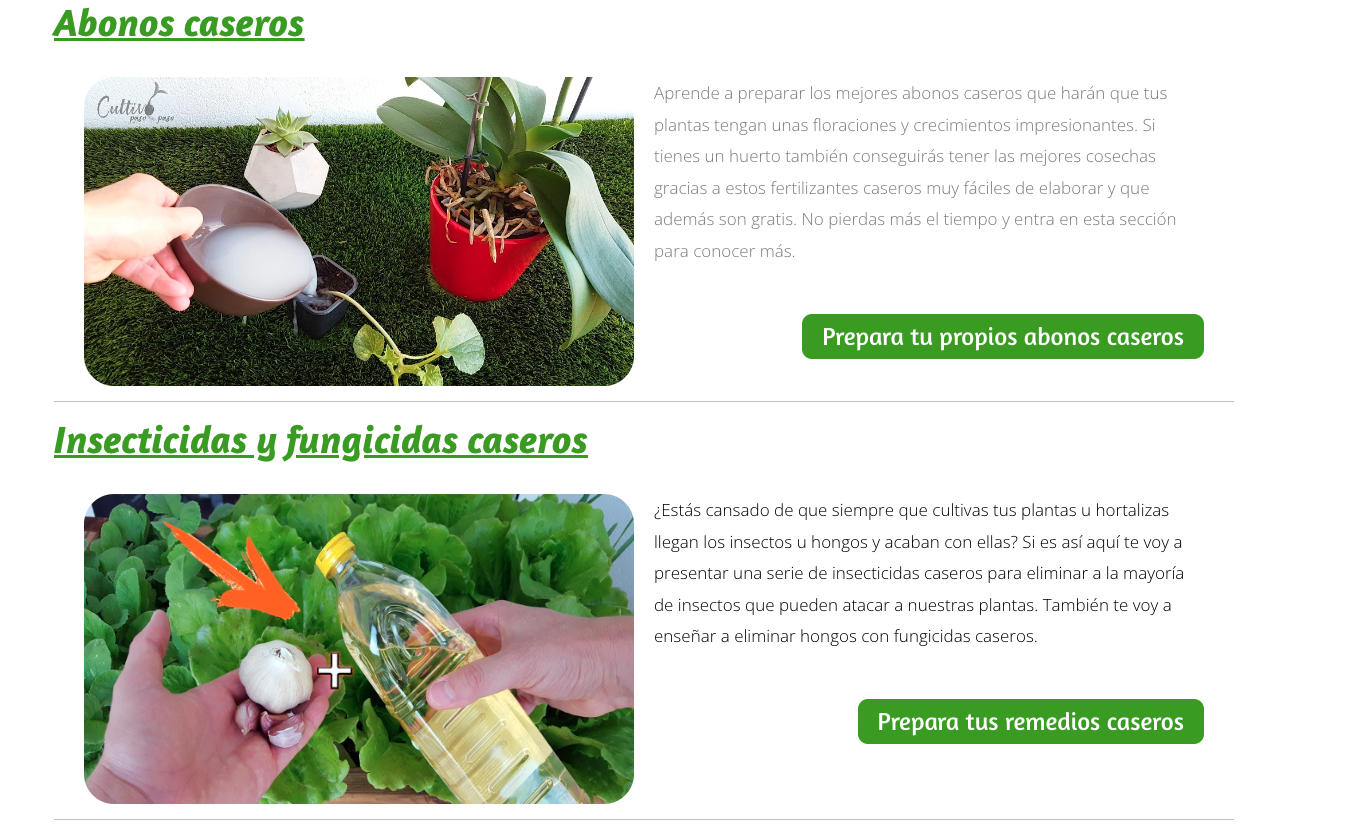 Abonos caseros
Cultivo
paso a paso
Aprende a preparar los mejores abonos caseros que harán que tus
plantas tengan unas floraciones y crecimientos impresionantes. Si
tienes un huerto también conseguirás tener las mejores cosechas
gracias a estos fertilizantes caseros muy fáciles de elaborar y que
además son gratis. No pierdas más el tiempo y entra en esta sección
para conocer más.
Prepara tu propios abonos caseros
Insecticidas y fungicidas caseros
+
¿Estás cansado de que siempre que cultivas tus plantas u hortalizas
llegan los insectos u hongos y acaban con ellas? Si es así aquí te voy a
presentar una serie de insecticidas caseros para eliminar a la mayoría
de insectos que pueden atacar a nuestras plantas. También te voy a
enseñar a eliminar hongos con fungicidas caseros.
Prepara tus remedios caseros